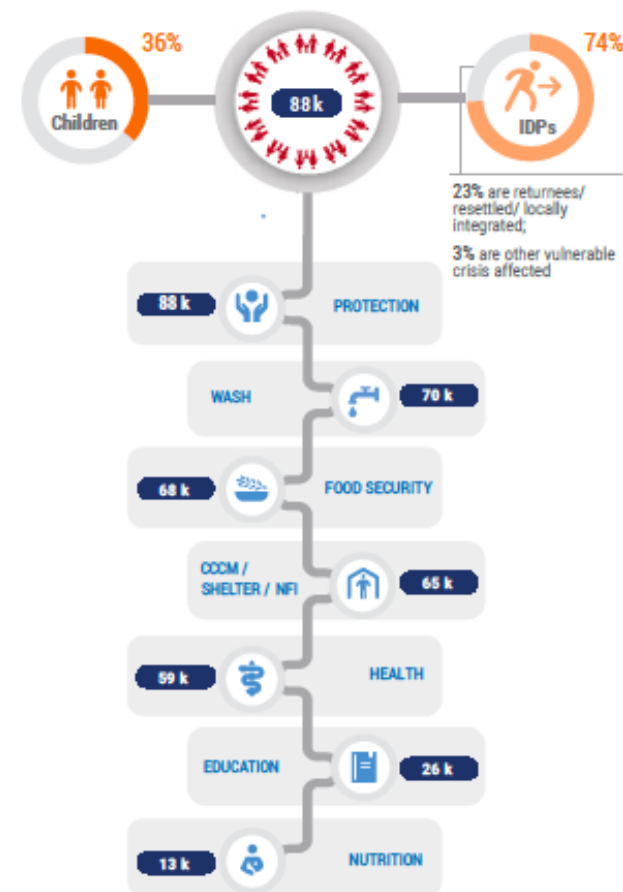 36%
Children
88k
74%
IDPs
23% are returnees/
resettled/ locally
integrated;
3% are other vulnerable
crisis affected
88 k
PROTECTION
WASH
70 k
68 k
FOOD SECURITY
CCCM /
SHELTER / NFI
65 k
59 k
HEALTH
EDUCATION
26 k
13 k
NUTRITION